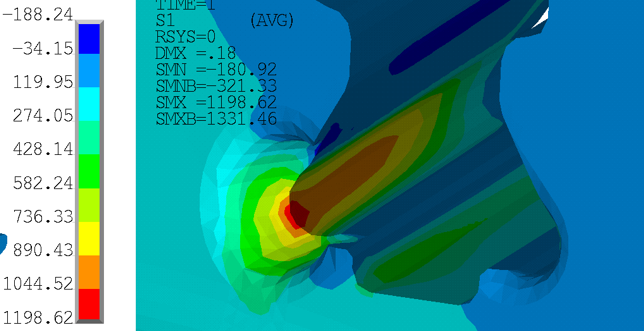 -188.24
-34.15
119.95
274.05
428.14
582.24
736.33
890.43
1044.52
1198.62
TIME=1
S1 (AVG)
RSYS=0
DMX =.18
SMN =-180.92
SMNB=-321.33
SMX =1198.62
SMXB=1331.46